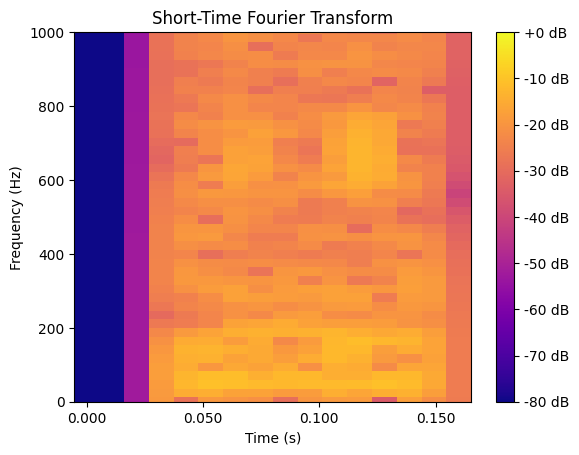 Short-Time Fourier Transform
1000
800
600
400
200
0
Frequency (Hz)
0.000
0.050
0.100
0.150
Time (s)
+0 dB
-10 dB
-20 dB
-30 dB
-40 dB
-50 dB
-60 dB
-70 dB
-80 dB